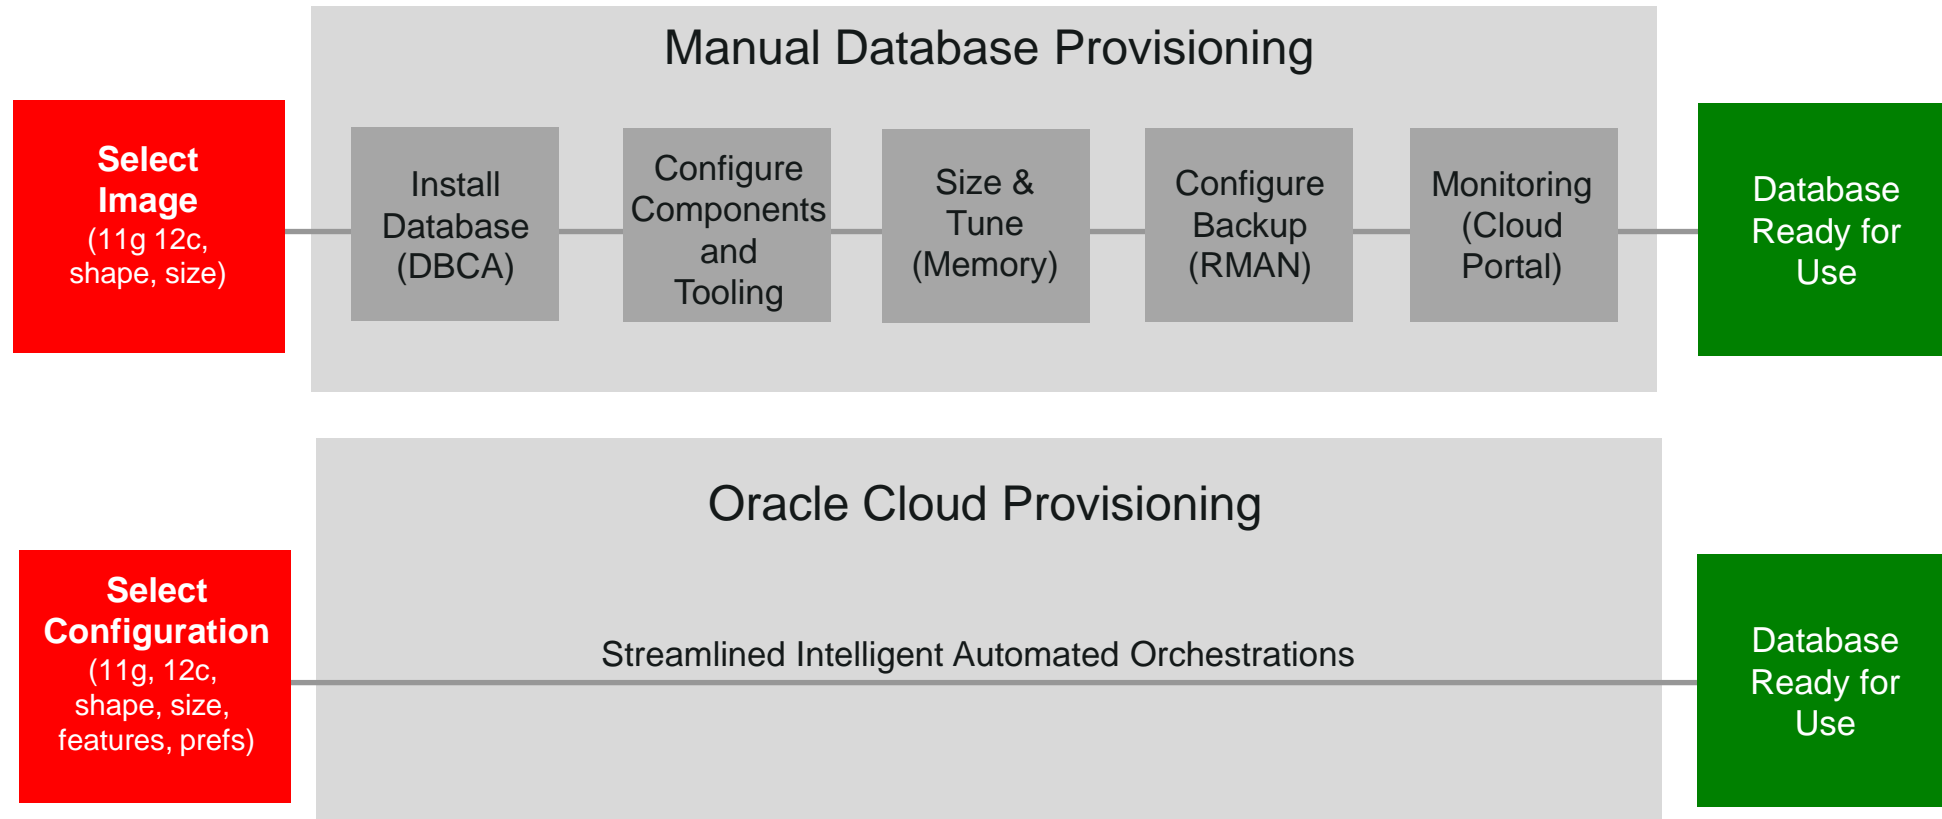 Manual Database Provisioning
Select
Image
(11g 12c,
shape, size)
Install
Database
(DBCA)
Configure
Components
and
Tooling
Size &
Tune
(Memory)
Configure
Backup
(RMAN)
Monitoring
(Cloud
Portal)
Database
Ready for
Use
Oracle Cloud Provisioning
Select
Configuration
(11g, 12c,
shape, size,
features, prefs)
Streamlined Intelligent Automated Orchestrations
Database
Ready for
Use